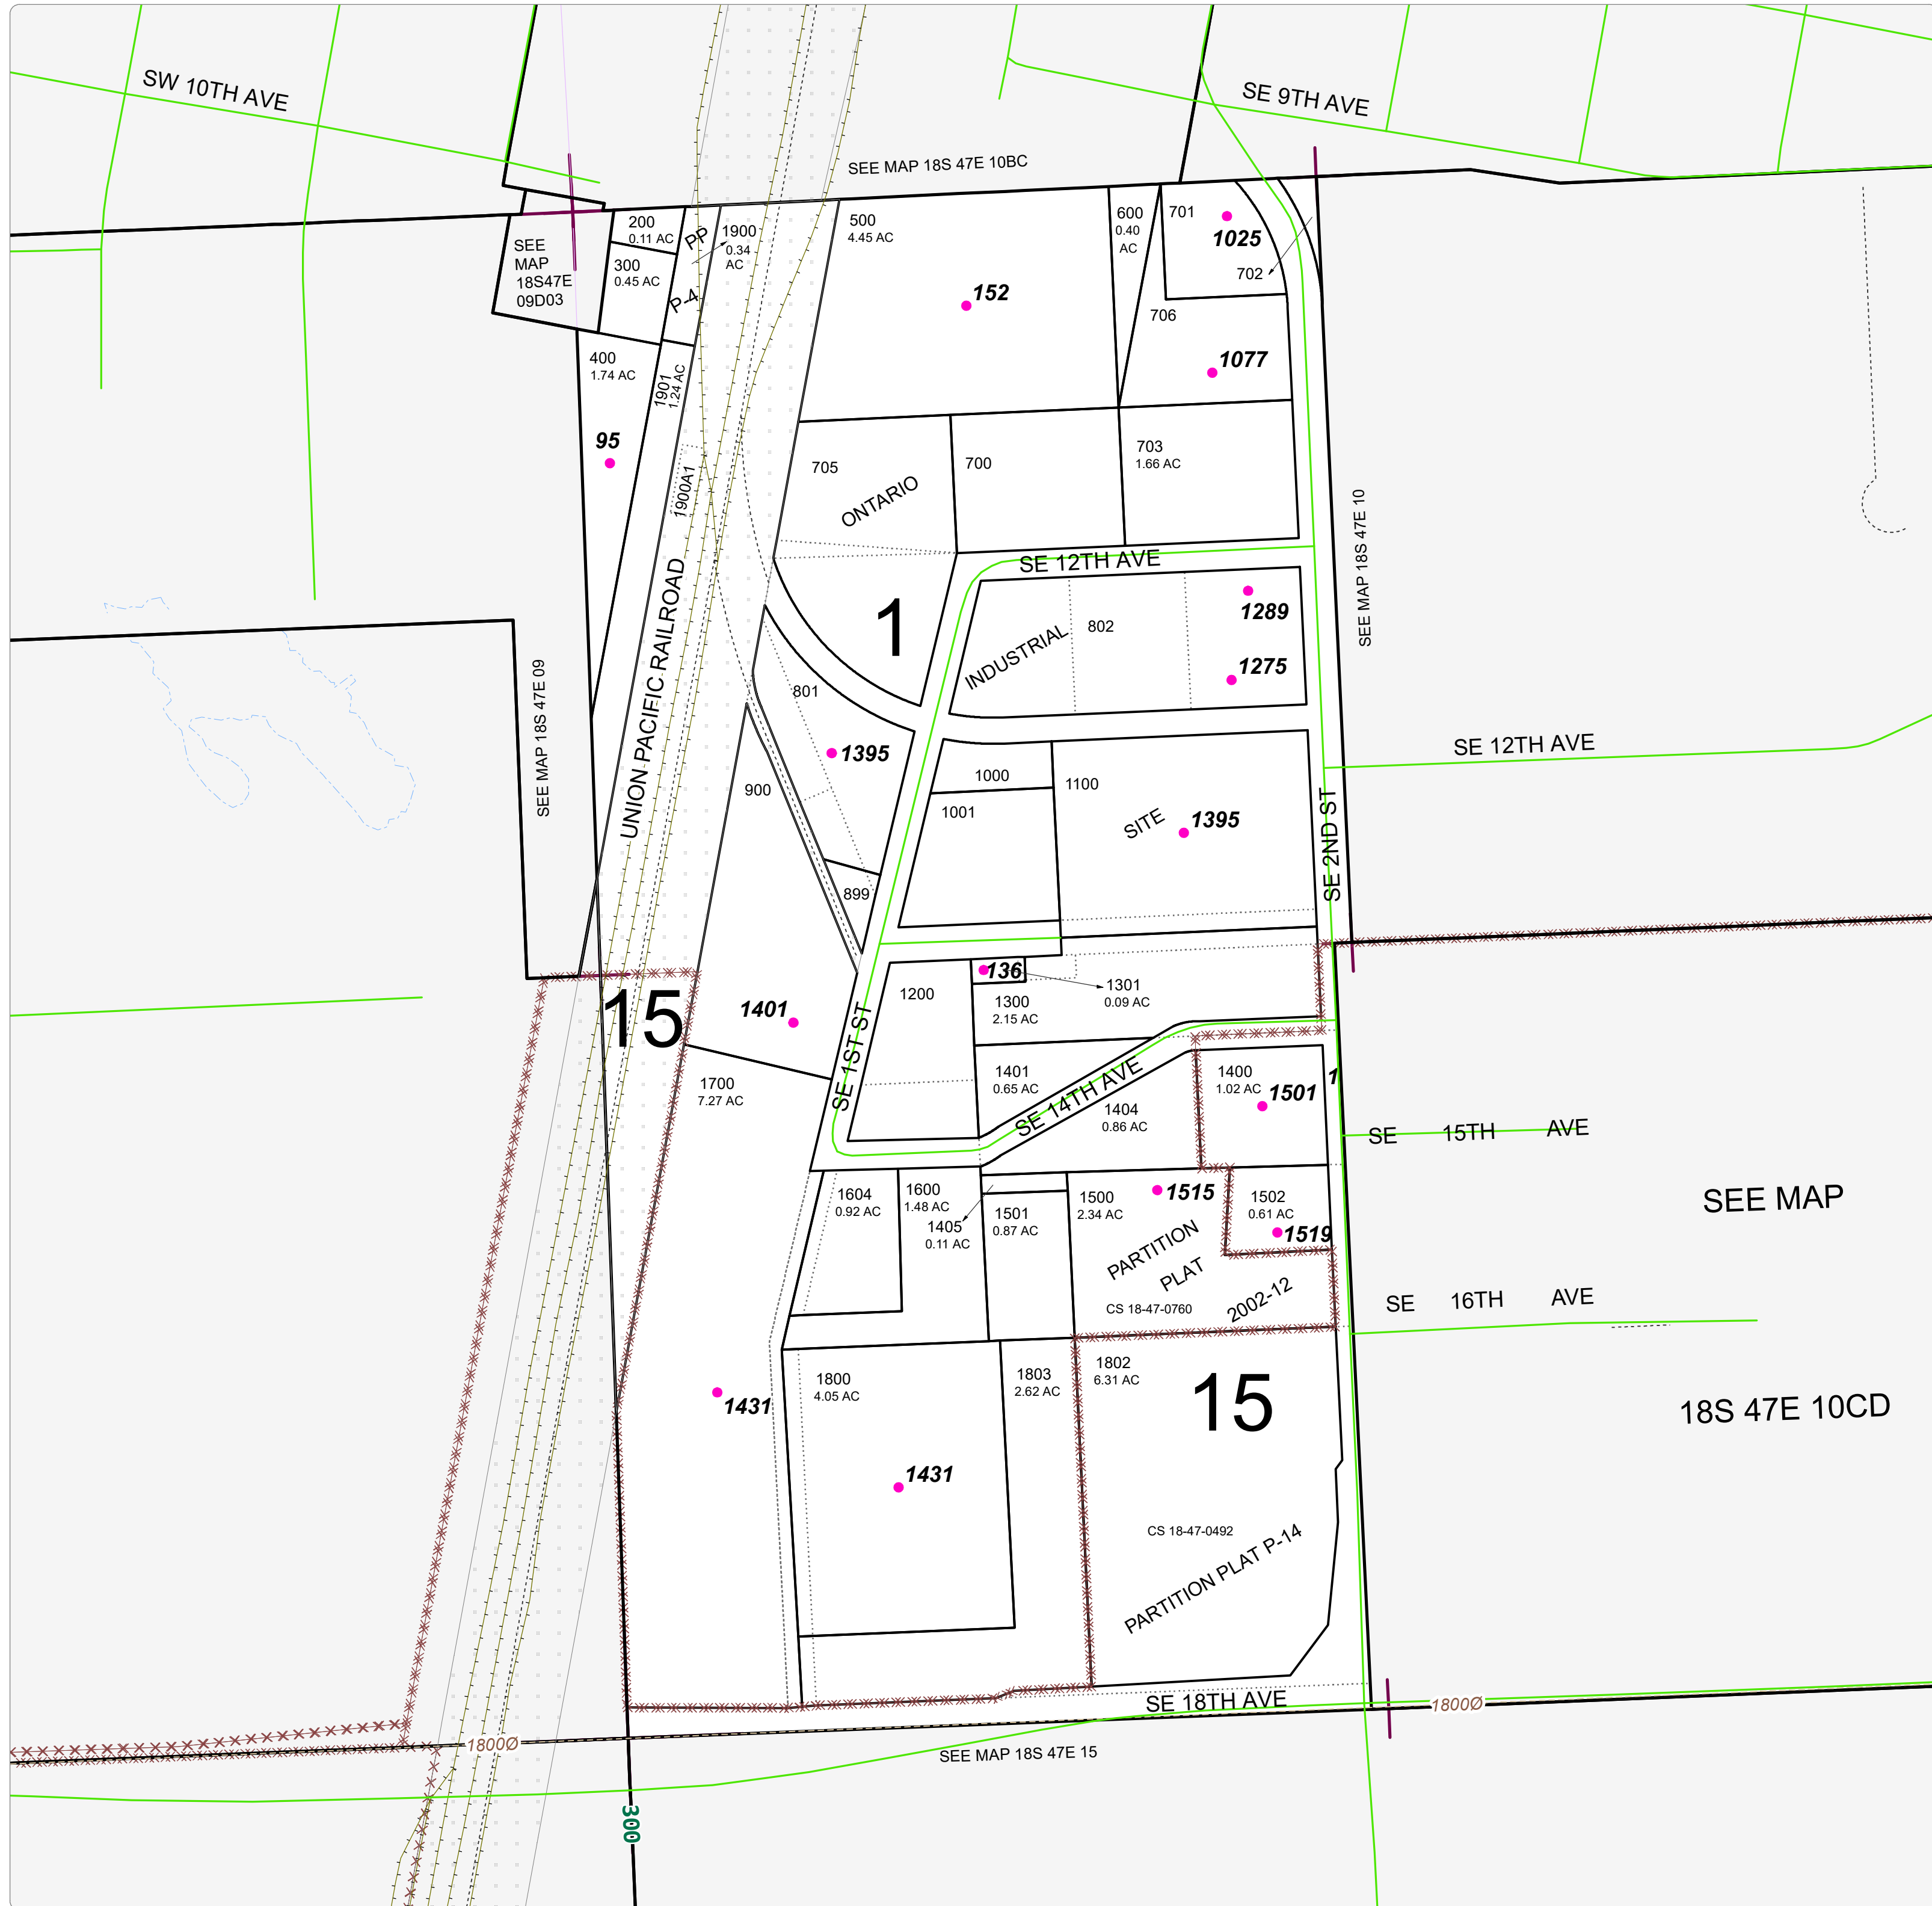 SW 10TH AVE
SE 9TH AVE
SEE MAP 18S 47E 10BC
SEE
MAP
18S47E
09D03
200
0.11 AC
300
0.45 AC
PP
P-4
1900
0.34
AC
500
4.45 AC
600
0.40
AC
701
1025
702
152
706
1077
400
1.74 AC
1901
1.24 AC
95
1900A1
705
ONTARIO
700
703
1.66 AC
SEE MAP 18S 47E 10
SE 12TH AVE
1
INDUSTRIAL
802
1289
1275
UNION PACIFIC RAILROAD
SEE MAP 18S 47E 09
801
1395
900
899
1000
1001
1100
SITE
1395
SE 2ND ST
SE 12TH AVE
15
1401
1200
136
1301
0.09 AC
1300
2.15 AC
SE 1ST ST
1401
0.65 AC
SE 14TH AVE
1404
0.86 AC
1400
1.02 AC
1501
1
1700
7.27 AC
SE 15TH AVE
1604
0.92 AC
1600
1.48 AC
1405
0.11 AC
1501
0.87 AC
1500
2.34 AC
1515
1502
0.61 AC
1519
PARTITION
PLAT
2002-12
CS 18-47-0760
SEE MAP
SE 16TH AVE
18S 47E 10CD
1431
1800
4.05 AC
1803
2.62 AC
1802
6.31 AC
15
1431
CS 18-47-0492
PARTITION PLAT P-14
SE 18TH AVE
1800Ø
1800Ø
SEE MAP 18S 47E 15
300